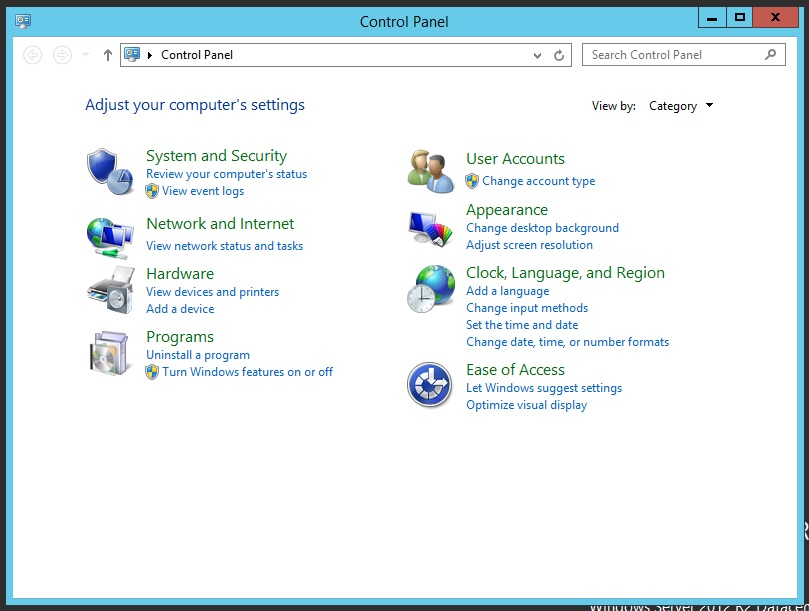 Control Panel
Control Panel
Search Control Panel
Adjust your computer's settings
View by: Category
System and Security
Review your computer's status
View event logs
Network and Internet
View network status and tasks
Hardware
View devices and printers
Add a device
Programs
Uninstall a program
Turn Windows features on or off
User Accounts
Change account type
Appearance
Change desktop background
Adjust screen resolution
Clock, Language, and Region
Add a language
Change input methods
Set the time and date
Change date, time, or number formats
Ease of Access
Let Windows suggest settings
Optimize visual display
Windows Server 2012 R2